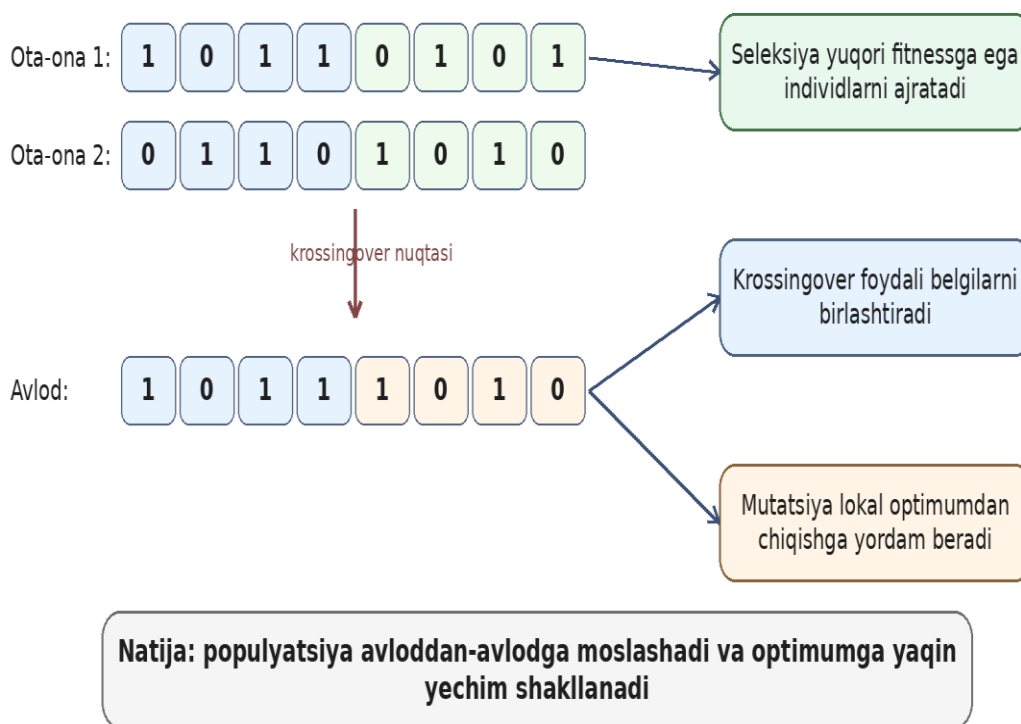 Ota-ona 1: 1 0 1 1 0 1 0 1
Seleksiya yuqori fitnessga ega
individlarni ajratadi
Ota-ona 2: 0 1 1 0 1 0 1 0
krossingover nuqtasi
Krossingover foydali belgilarni
birlashtiradi
Avlod: 1 0 1 1 1 0 1 0
Mutatsiya lokal optimumdan
chiqishga yordam beradi
Natija: populyatsiya avloddan-avlodga moslashadi va optimumga yaqin
yechim shakllanadi